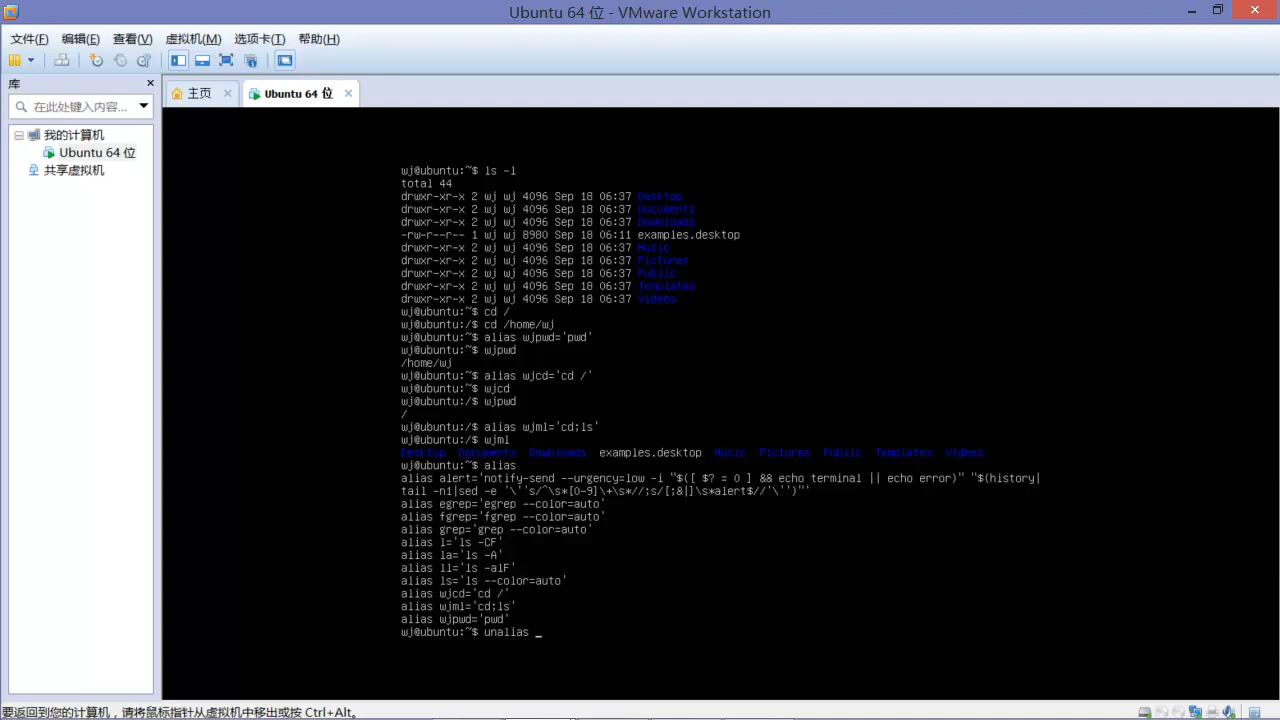 Ubuntu 64 位 - VMware Workstation
文件(F) 编辑(E) 查看(V) 虚拟机(M) 选项卡(T) 帮助(H)
库
在此处键入内容...
我的计算机
Ubuntu 64 位
共享虚拟机
主页
Ubuntu 64 位
wj@ubuntu:~$ ls -l
total 44
drwxr-xr-x 2 wj wj 4096 Sep 18 06:37 Desktop
drwxr-xr-x 2 wj wj 4096 Sep 18 06:37 Documents
drwxr-xr-x 2 wj wj 4096 Sep 18 06:37 Downloads
-rw-r--r-- 1 wj wj 8980 Sep 18 06:11 examples.desktop
drwxr-xr-x 2 wj wj 4096 Sep 18 06:37 Music
drwxr-xr-x 2 wj wj 4096 Sep 18 06:37 Pictures
drwxr-xr-x 2 wj wj 4096 Sep 18 06:37 Public
drwxr-xr-x 2 wj wj 4096 Sep 18 06:37 Templates
drwxr-xr-x 2 wj wj 4096 Sep 18 06:37 Videos
wj@ubuntu:~$ cd /
wj@ubuntu:/$ cd /home/wj
wj@ubuntu:~$ alias wjpwd='pwd'
wj@ubuntu:~$ wjpwd
/home/wj
wj@ubuntu:~$ alias wjcd='cd /'
wj@ubuntu:~$ wjcd
wj@ubuntu:/$ wjpwd
/
wj@ubuntu:/$ alias wjml='cd;ls'
wj@ubuntu:/$ wjml
Desktop Documents Downloads examples.desktop Music Pictures Public Templates Videos
wj@ubuntu:~$ alias
alias alert='notify-send --urgency=low -i "$([ $? = 0 ] && echo terminal || echo error)" "$(history|
tail -n1|sed -e '\''s/^\s*[0-9]\+\s*//;s/[;&|]\s*alert$//'\'')"'
alias egrep='egrep --color=auto'
alias fgrep='fgrep --color=auto'
alias grep='grep --color=auto'
alias l='ls -CF'
alias la='ls -A'
alias ll='ls -alF'
alias ls='ls --color=auto'
alias wjcd='cd /'
alias wjml='cd;ls'
alias wjpwd='pwd'
wj@ubuntu:~$ unalias _
要返回到您的计算机，请将鼠标指针从虚拟机中移出或按 Ctrl+Alt。